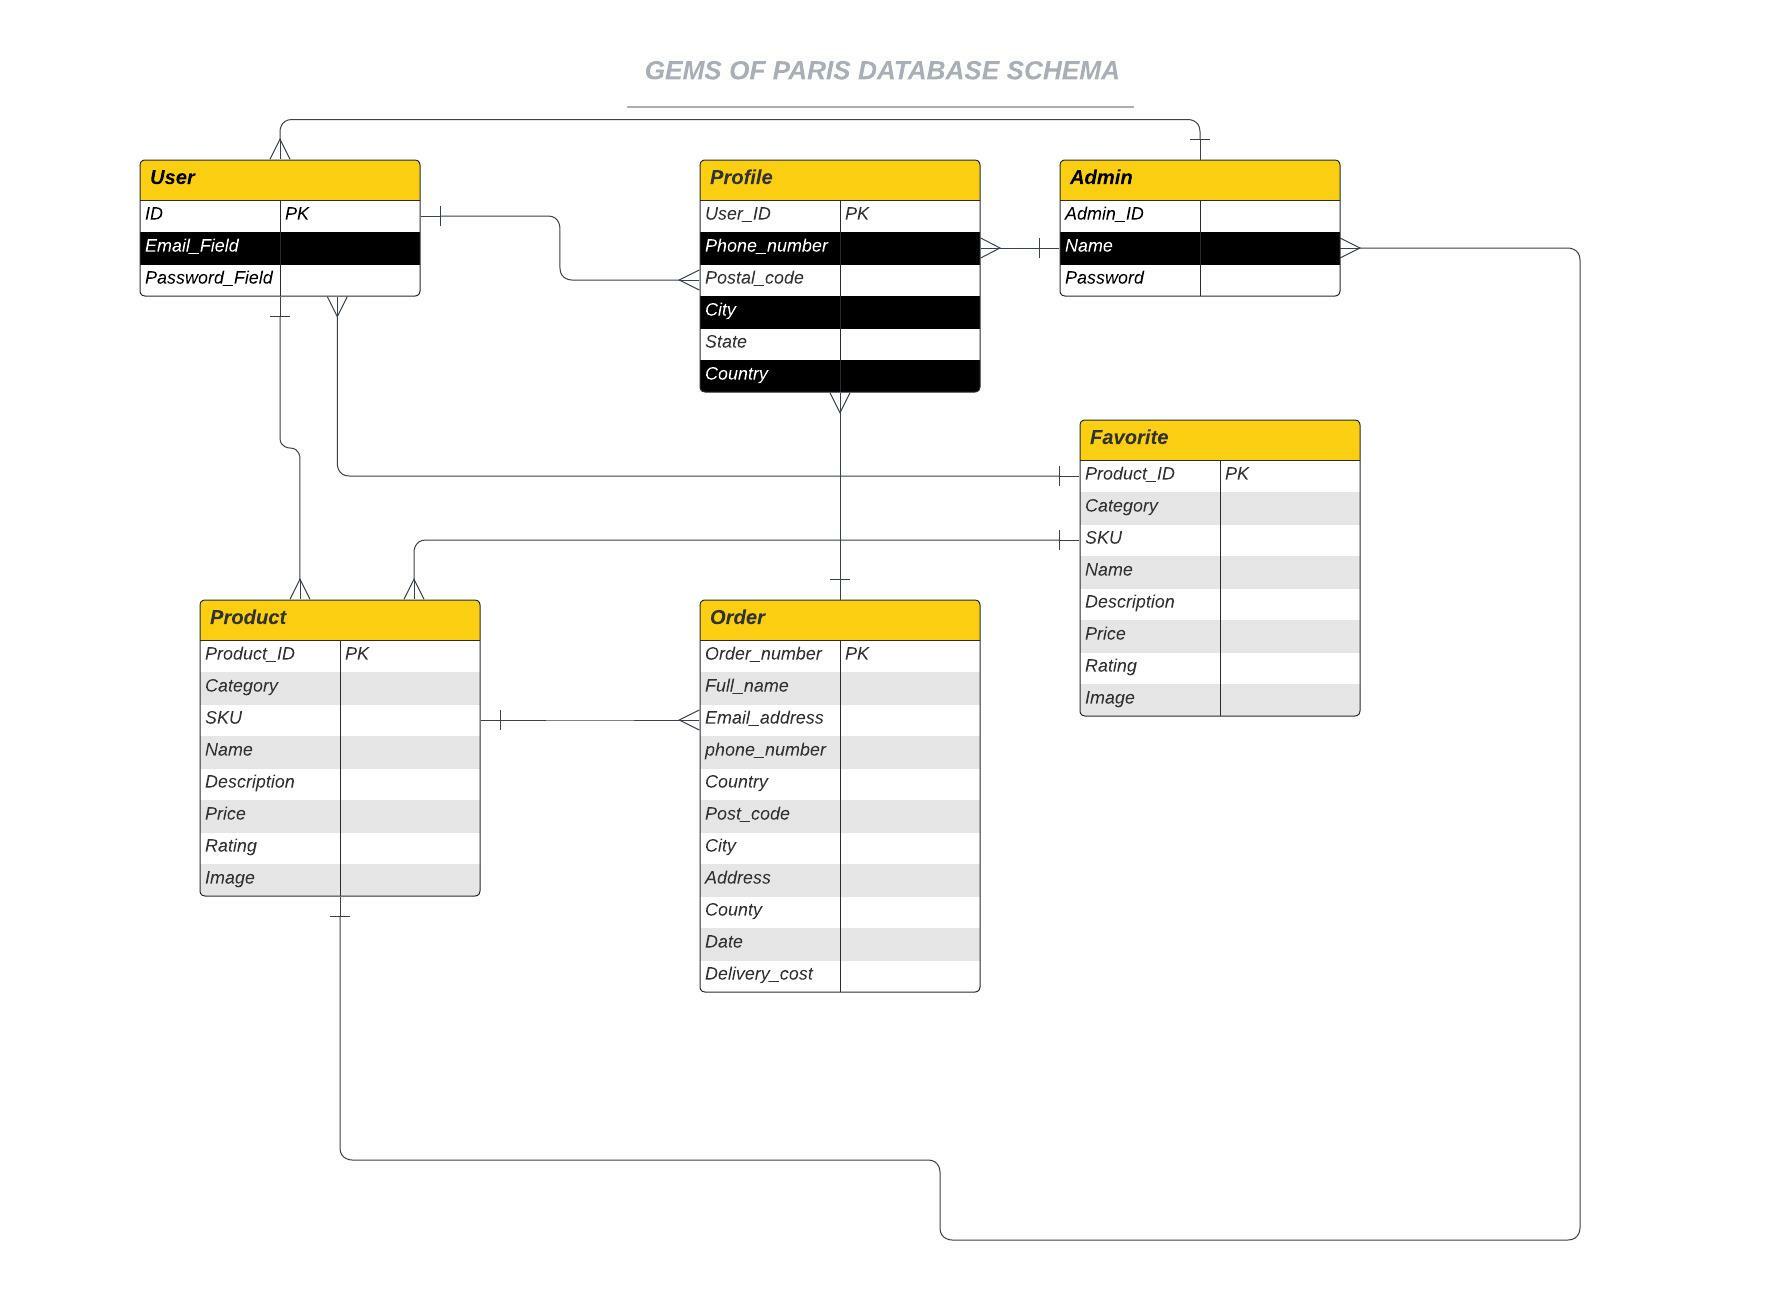 GEMS OF PARIS DATABASE SCHEMA
User
ID PK
Email_Field
Password_Field
Profile
User_ID PK
Phone_number
Postal_code
City
State
Country
Admin
Admin_ID
Name
Password
Favorite
Product_ID PK
Category
SKU
Name
Description
Price
Rating
Image
Product
Product_ID PK
Category
SKU
Name
Description
Price
Rating
Image
Order
Order_number PK
Full_name
Email_address
phone_number
Country
Post_code
City
Address
County
Date
Delivery_cost